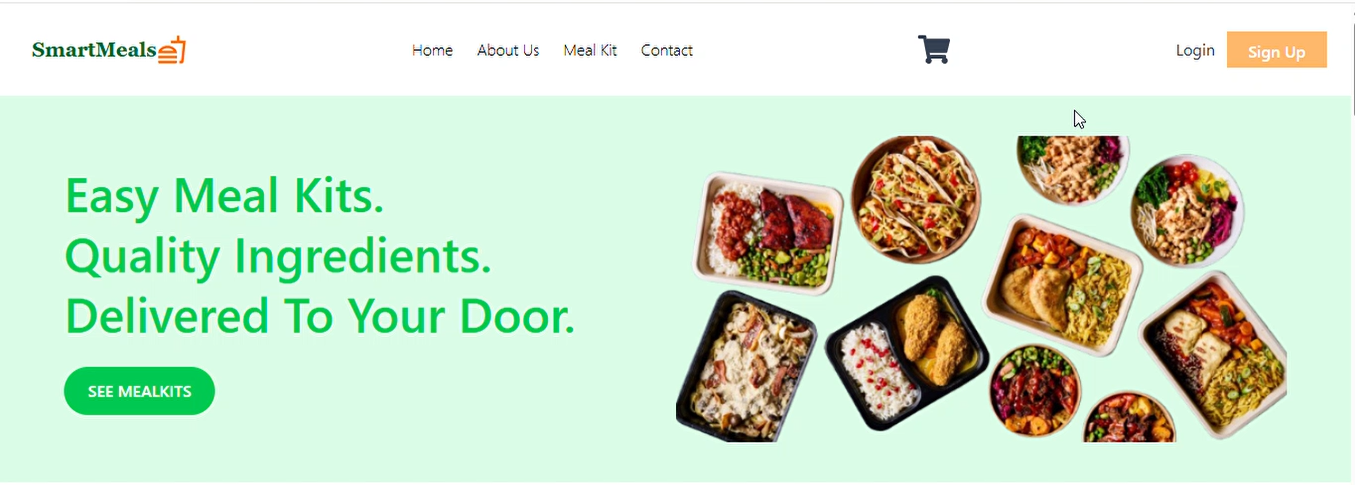 SmartMeals
Home About Us Meal Kit Contact
Login Sign Up
Easy Meal Kits.
Quality Ingredients.
Delivered To Your Door.
SEE MEALKITS